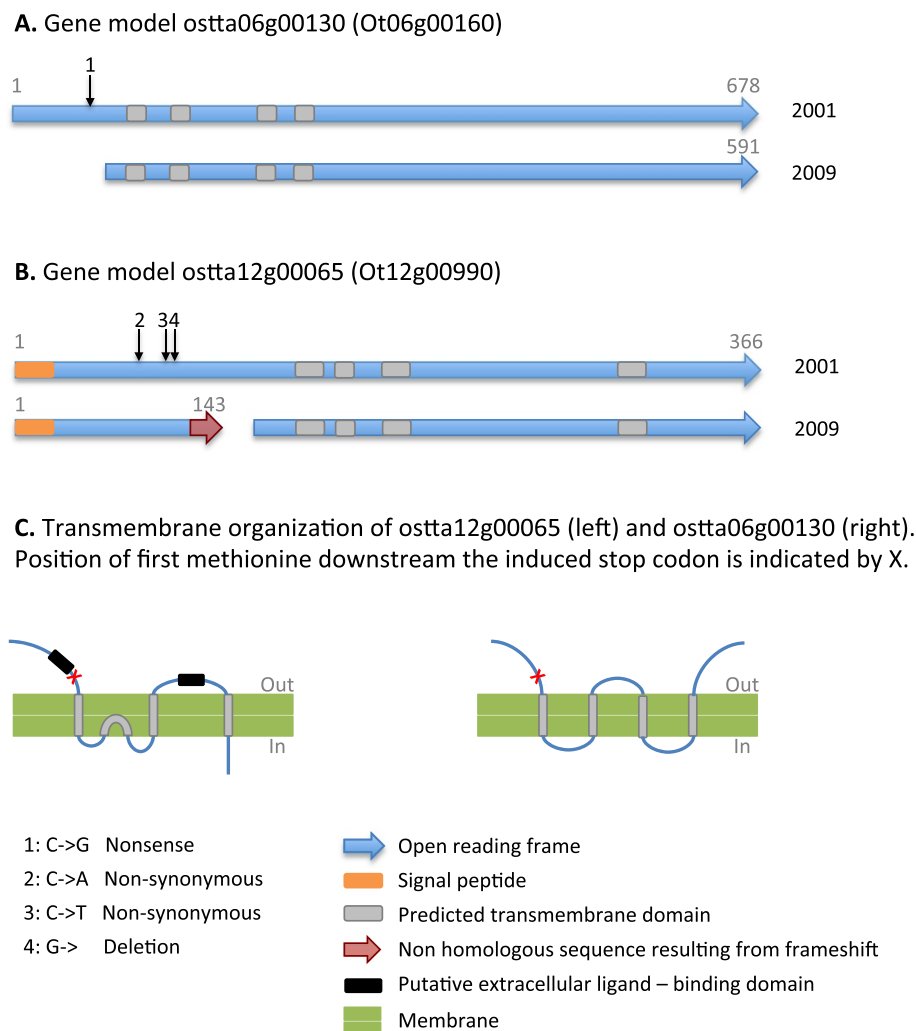 A. Gene model ostta06g00130 (Ot06g00160)
1
1
678
2001
591
2009
B. Gene model ostta12g00065 (Ot12g00990)
2 34
1
366
2001
1
143
2009
C. Transmembrane organization of ostta12g00065 (left) and ostta06g00130 (right).
Position of first methionine downstream the induced stop codon is indicated by X.
Out
In
Out
In
1: C->G Nonsense
2: C->A Non-synonymous
3: C->T Non-synonymous
4: G-> Deletion
Open reading frame
Signal peptide
Predicted transmembrane domain
Non homologous sequence resulting from frameshift
Putative extracellular ligand – binding domain
Membrane